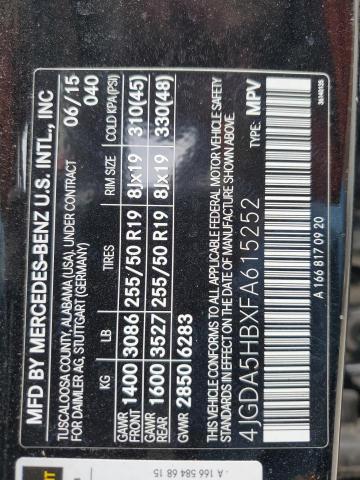 MFD BY MERCEDES-BENZ U.S. INTL., INC
TUSCALOOSA COUNTY, ALABAMA (USA), UNDER CONTRACT 06/15
FOR DAIMLER AG, STUTTGART (GERMANY) 040
KG LB TIRES RIM SIZE COLD KPA (PSI)
GAWR FRONT 1400 3086 255/50 R19 8Jx19 310(45)
GAWR REAR 1600 3527 255/50 R19 8Jx19 330(48)
GVWR 2850 6283
THIS VEHICLE CONFORMS TO ALL APPLICABLE FEDERAL MOTOR VEHICLE SAFETY
AND THEFT PREVENTION STANDARDS IN EFFECT ON THE DATE OF MANUFACTURE SHOWN ABOVE.
4JGDA5HBXFA615252 TYPE: MPV
A 166 817 09 20
A 166 584 68 15